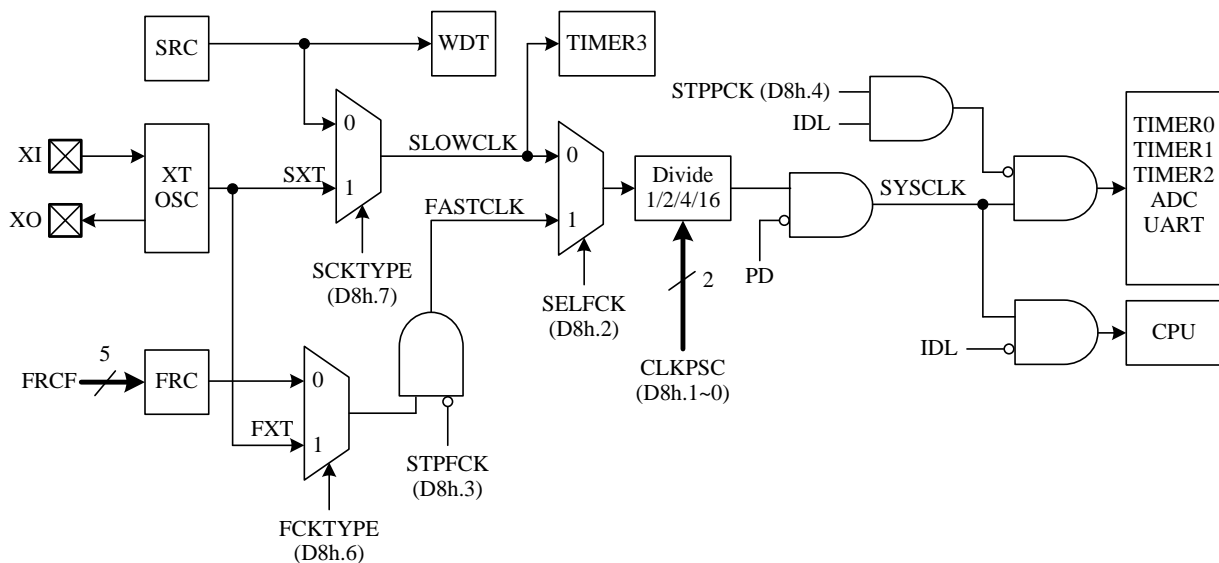 SRC
WDT
TIMER3
STPPCK (D8h.4)
IDL
XI
XO
XT
OSC
SXT
0
1
SLOWCLK
FASTCLK
SCKTYPE
(D8h.7)
0
1
SELFCK
(D8h.2)
Divide
1/2/4/16
2
CLKPSC
(D8h.1~0)
PD
SYSCLK
TIMER0
TIMER1
TIMER2
ADC
UART
IDL
CPU
FRCF
5
FRC
FXT
0
1
FCKTYPE
(D8h.6)
STPFCK
(D8h.3)